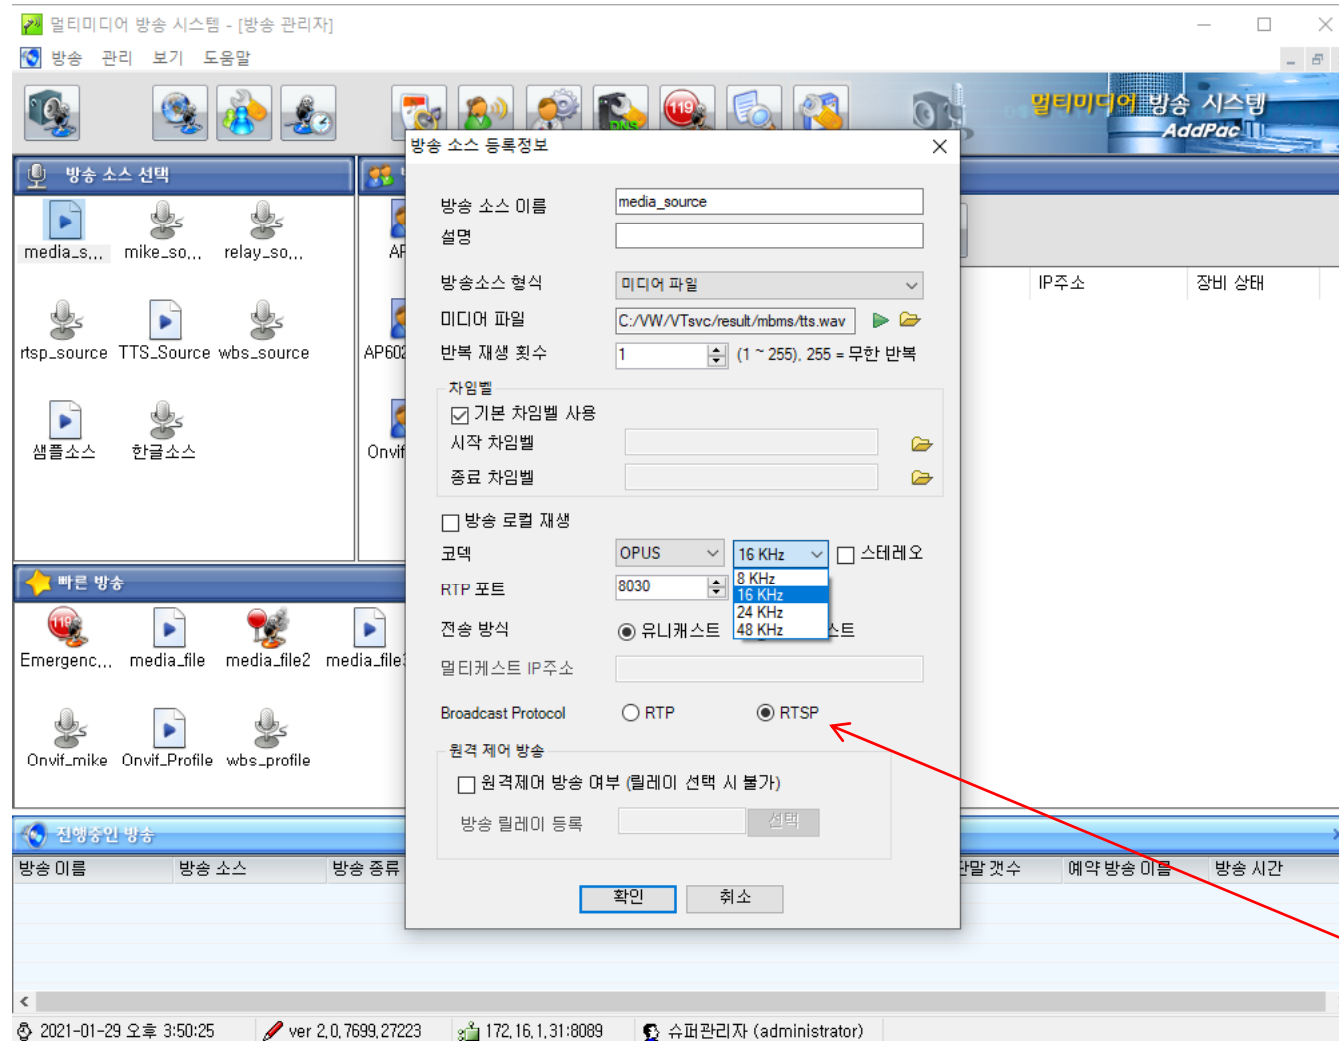 멀티미디어 방송 시스템 - [방송 관리자]
방송 관리 보기 도움말
119
멀티미디어 방송 시스템
AddPac
방송 소스 선택
media_s... mike_so... relay_so...
rtsp_source TTS_Source wbs_source
샘플소스 한글소스
AP602
Onvif
IP주소 장비 상태
방송 소스 등록정보
방송 소스 이름 media_source
설명
방송소스 형식 미디어 파일
미디어 파일 C:/VW/VTsvc/result/mbms/tts.wav
반복 재생 횟수 1 (1 ~ 255), 255 = 무한 반복
차임벨
기본 차임벨 사용
시작 차임벨
종료 차임벨
방송 로컬 재생
코덱 OPUS 16 KHz 스테레오
8 KHz
16 KHz
24 KHz
48 KHz
RTP 포트 8030
전송 방식 유니캐스트 스트
멀티케스트 IP주소
Broadcast Protocol RTP RTSP
원격 제어 방송
원격제어 방송 여부 (릴레이 선택 시 불가)
방송 릴레이 등록 선택
확인 취소
빠른 방송
119
Emergenc... media_file media_file2 media_file3
Onvif_mike Onvif_Profile wbs_profile
진행중인 방송
방송 이름 방송 소스 방송 종류 단말 갯수 예약 방송 이름 방송 시간
2021-01-29 오후 3:50:25 ver 2,0,7699,27223 172,16,1,31:8089 슈퍼관리자 (administrator)